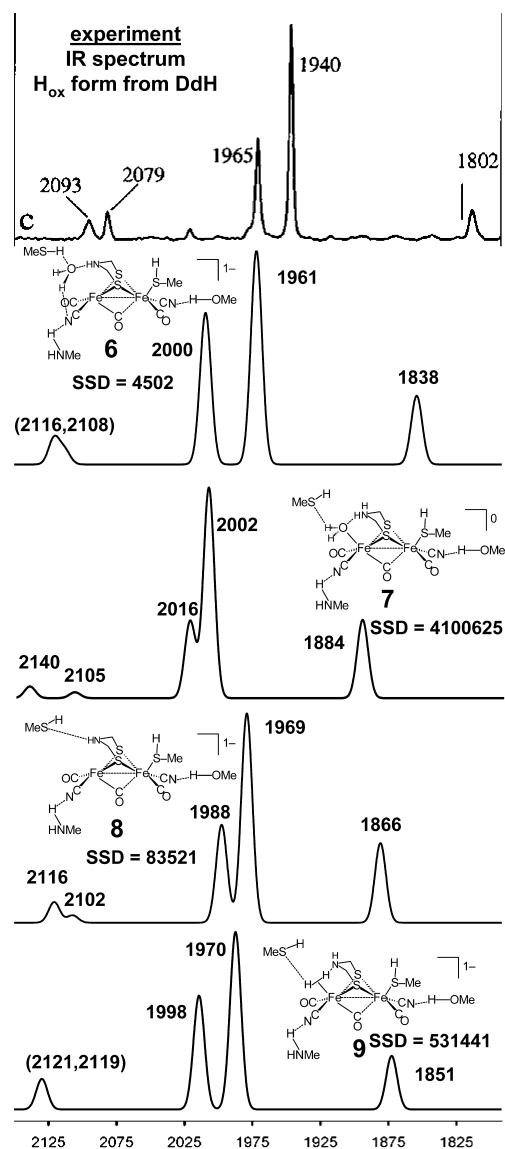 experiment
IR spectrum
Hox form from DdH
1940
1965
1802
2093
2079
C
MeS-H
H
O
H
HN
S
S
H
S-Me
1–
OC
Fe
Fe
CN
H
OMe
NC
C
O
CO
H
HNMe
6
2000
1961
SSD = 4502
1838
(2116,2108)
2002
MeS
H
H
HN
O
H
H
S
S
H
S-Me
0
OC
Fe
Fe
CN-H-OMe
NC
C
O
CO
H
HNMe
7
2016
SSD = 4100625
1884
2140
2105
MeS
H
HN
S
S
H
S-Me
1–
OC
Fe
Fe
CN
H
OMe
NC
C
O
CO
H
HNMe
8
1969
1988
1866
SSD = 83521
2116
2102
1970
MeS
H
H
N
H
H
S
S
H
S-Me
1–
OC
Fe
Fe
CN-H-OMe
NC
C
O
CO
H
HNMe
9
1998
SSD = 531441
(2121,2119)
1851
2125 2075 2025 1975 1925 1875 1825